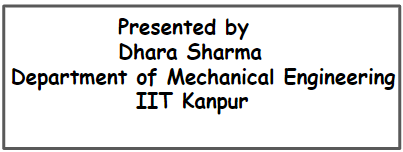 Presented by
Dhara Sharma
Department of Mechanical Engineering
IIT Kanpur